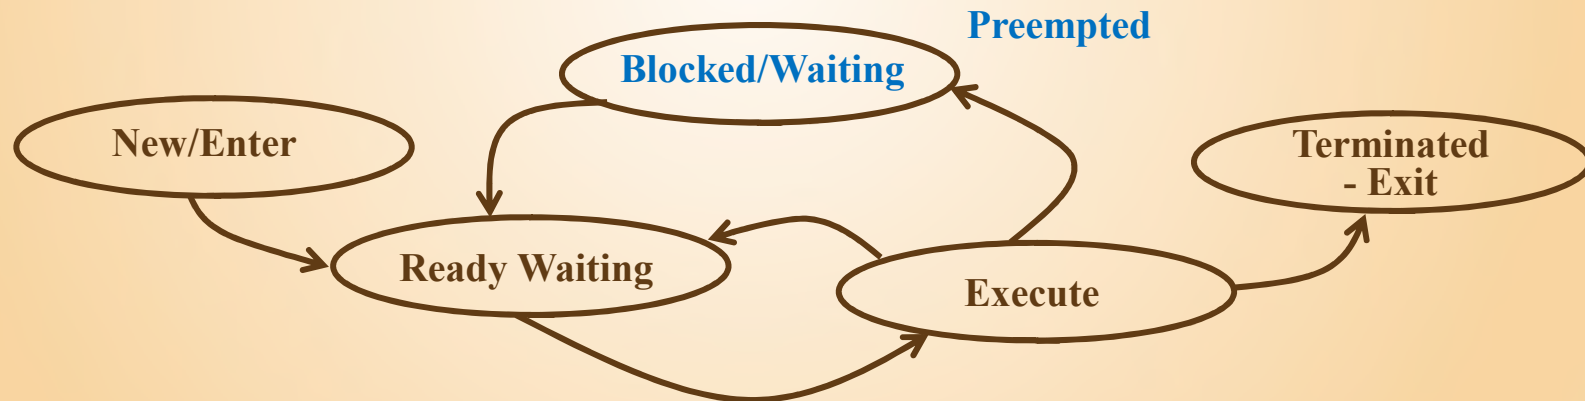 Preempted
Blocked/Waiting
New/Enter
Terminated
- Exit
Ready Waiting
Execute